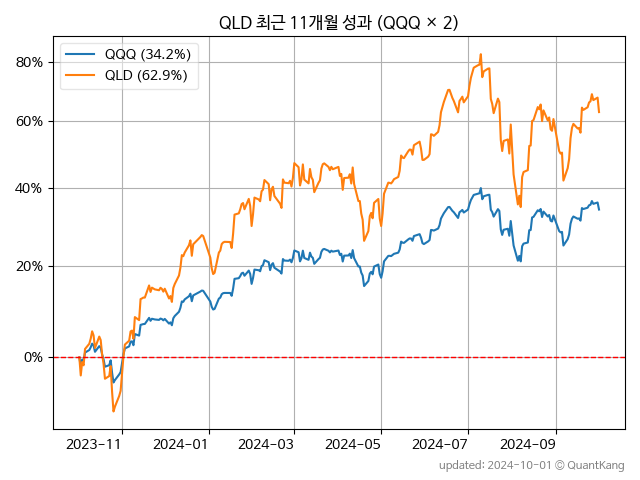 QLD 최근 11개월 성과 (QQQ × 2)
QQQ (34.2%)
QLD (62.9%)
80%
60%
40%
20%
0%
2023-11
2024-01
2024-03
2024-05
2024-07
2024-09
updated: 2024-10-01 © QuantKang